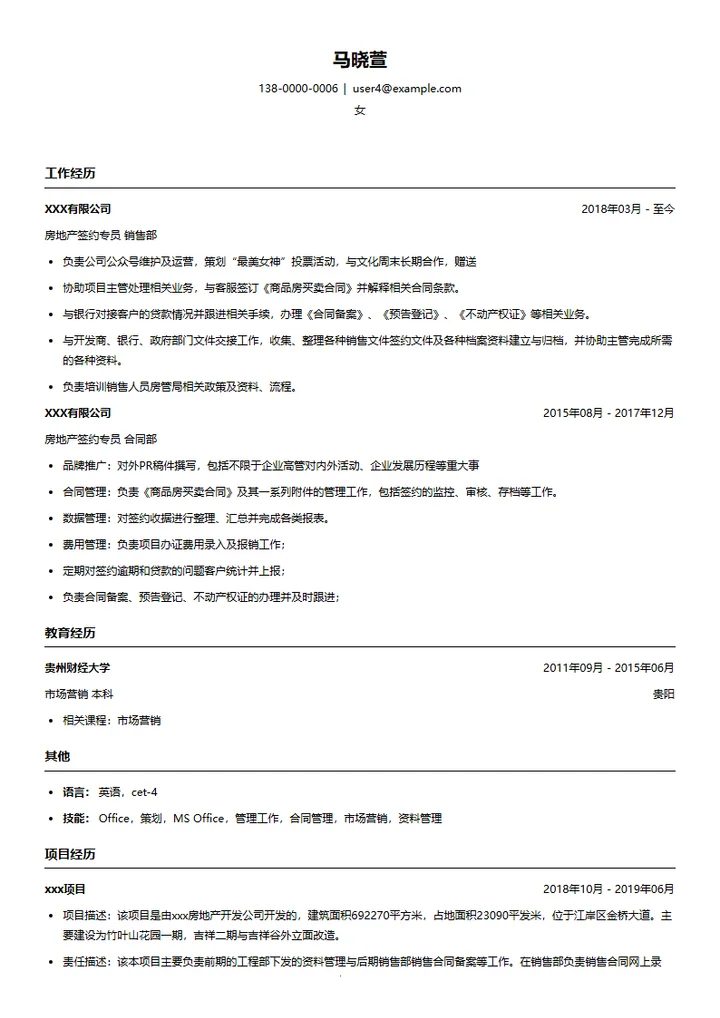 马晓萱
138-0000-0006 | user4@example.com
女
工作经历
XXX有限公司 2018年03月 - 至今
房地产签约专员 销售部
• 负责公司公众号维护及运营，策划“最美女神”投票活动，与文化周末长期合作，赠送
• 协助项目主管处理相关业务，与客服签订《商品房买卖合同》并解释相关合同条款。
• 与银行对接客户的贷款情况并跟进相关手续，办理《合同备案》、《预告登记》、《不动产权证》等相关业务。
• 与开发商、银行、政府部门文件交接工作，收集、整理各种销售文件签约文件及各种档案资料建立与归档，并协助主管完成所需
的各种资料。
• 负责培训销售人员房管局相关政策及资料、流程。
XXX有限公司 2015年08月 - 2017年12月
房地产签约专员 合同部
• 品牌推广：对外PR稿件撰写，包括不限于企业高管对内外活动、企业发展历程等重大事
• 合同管理：负责《商品房买卖合同》及其一系列附件的管理工作，包括签约的监控、审核、存档等工作。
• 数据管理：对签约收据进行整理、汇总并完成各类报表。
• 费用管理：负责项目办证费用录入及报销工作；
• 定期对签约逾期和贷款的问题客户统计并上报；
• 负责合同备案、预告登记、不动产权证的办理并及时跟进；
教育经历
贵州财经大学 2011年09月 - 2015年06月
市场营销 本科 贵阳
• 相关课程：市场营销
其他
• 语言： 英语，cet-4
• 技能： Office，策划，MS Office，管理工作，合同管理，市场营销，资料管理
项目经历
xxx项目 2018年10月 - 2019年06月
• 项目描述：该项目是由xxx房地产开发公司开发的，建筑面积692270平方米，占地面积23090平发米，位于江岸区金桥大道。主
要建设为竹叶山花园一期，吉祥二期与吉祥谷外立面改造。
• 责任描述：该本项目主要负责前期的工程部下发的资料管理与后期销售部销售合同备案等工作。在销售部负责销售合同网上录